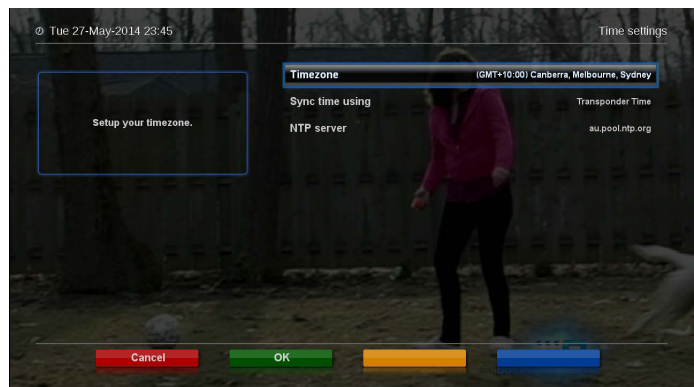 Tue 27-May-2014 23:45
Time settings
Timezone
(GMT+10:00) Canberra, Melbourne, Sydney
Setup your timezone.
Sync time using
Transponder Time
NTP server
au.pool.ntp.org
Cancel
OK